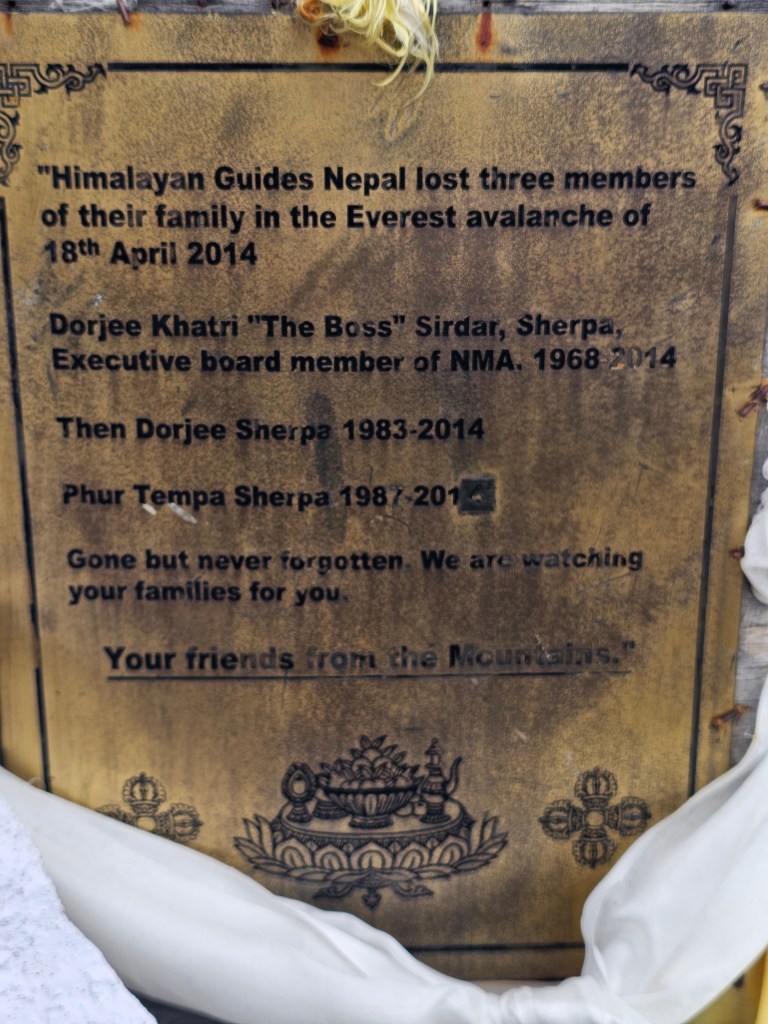 "Himalayan Guides Nepal lost three members
of their family in the Everest avalanche of
18th April 2014
Dorjee Khatri "The Boss" Sirdar, Sherpa,
Executive board member of NMA. 1968-2014
Then Dorjee Sherpa 1983-2014
Phur Tempa Sherpa 1987-2014
Gone but never forgotten. We are watching
your families for you.
Your friends from the Mountains."